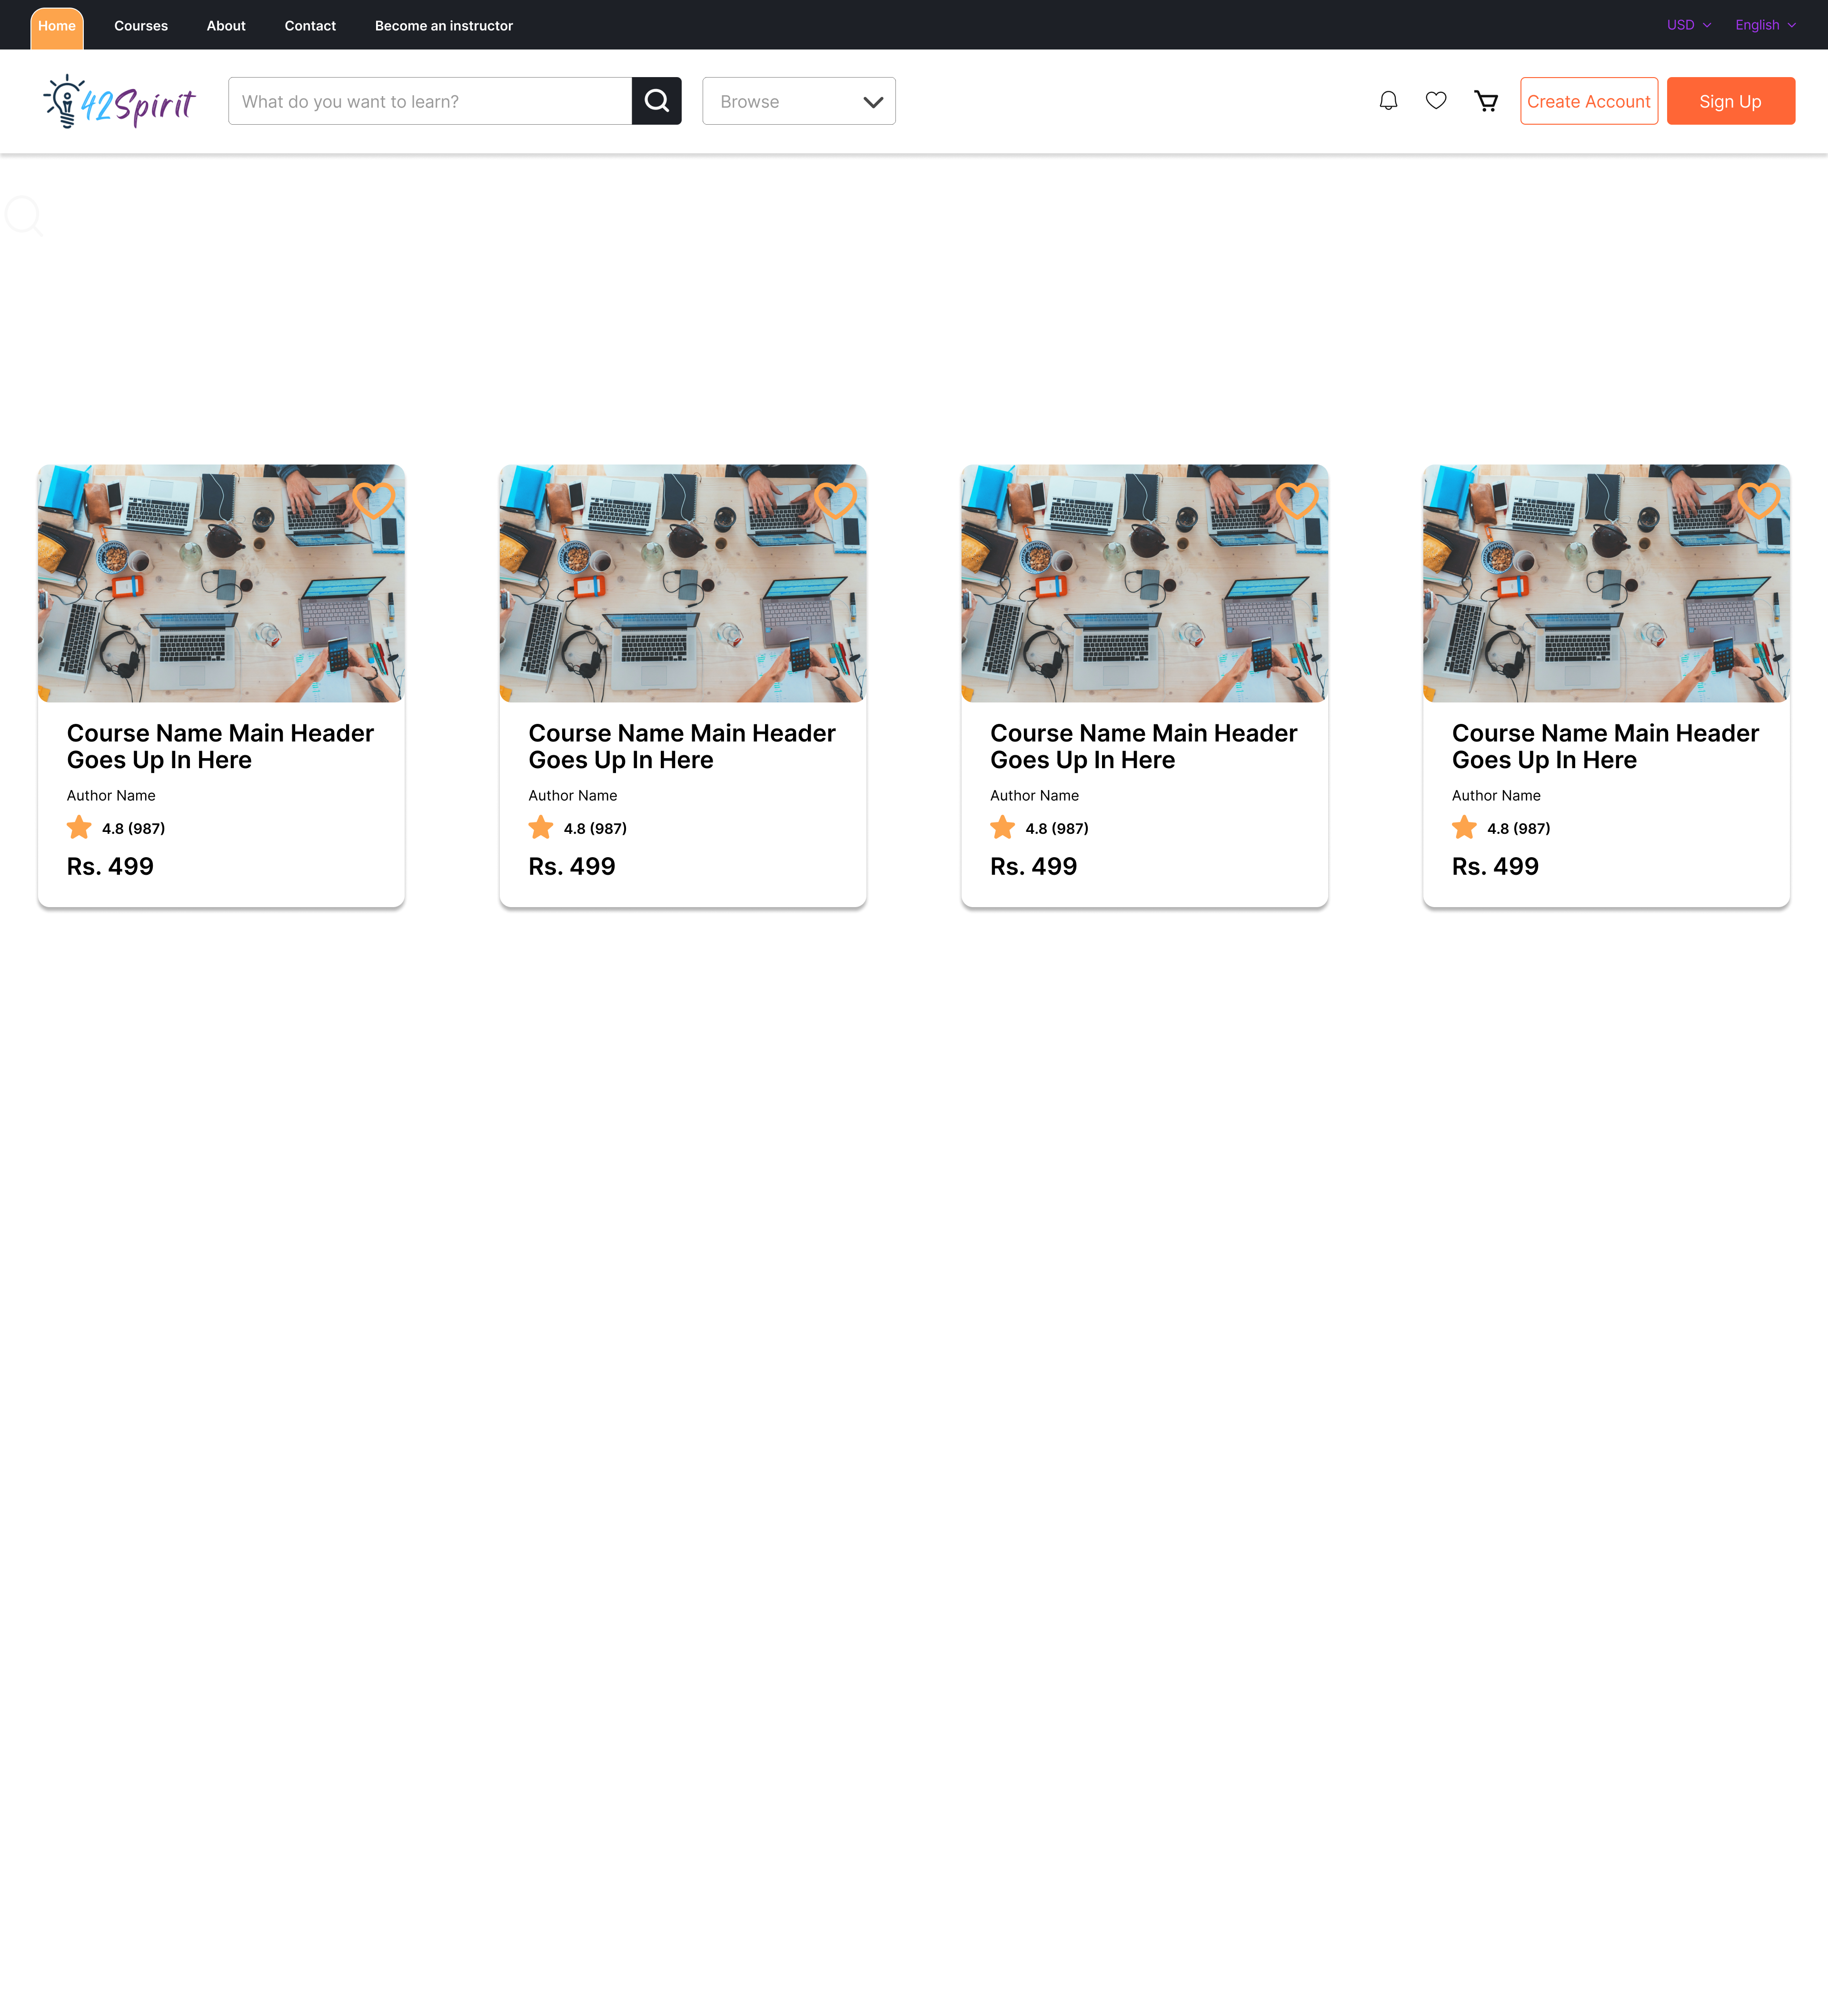 Home Courses About Contact Become an instructor USD English
42Spirit What do you want to learn? Browse Create Account Sign Up
Course Name Main Header
Goes Up In Here
Author Name
4.8 (987)
Rs. 499
Course Name Main Header
Goes Up In Here
Author Name
4.8 (987)
Rs. 499
Course Name Main Header
Goes Up In Here
Author Name
4.8 (987)
Rs. 499
Course Name Main Header
Goes Up In Here
Author Name
4.8 (987)
Rs. 499